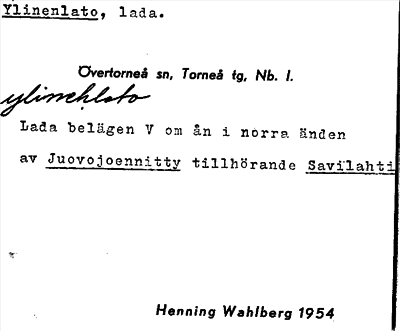 Ylinenlato, lada.
Övertorneå sn, Torneå tg, Nb. l.
ylinehlato
Lada belägen V om ån i norra änden
av Juovojoennitty tillhörande Savilahti
Henning Wahlberg 1954